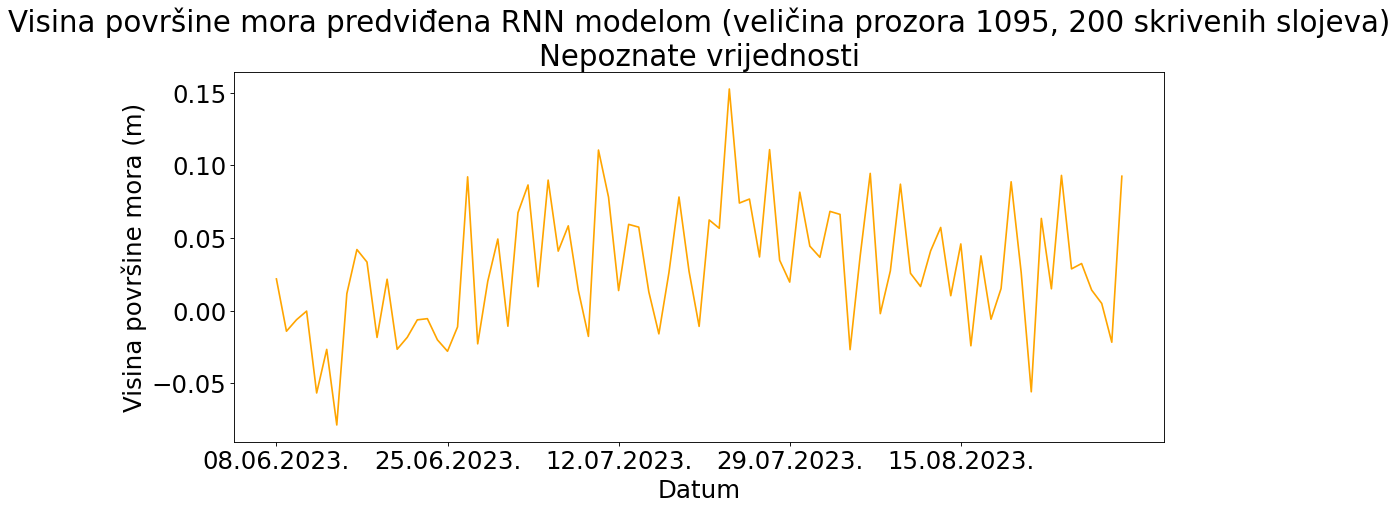 Visina površine mora predviđena RNN modelom (veličina prozora 1095, 200 skrivenih slojeva)
Nepoznate vrijednosti
Visina površine mora (m)
0.15
0.10
0.05
0.00
−0.05
08.06.2023.
25.06.2023.
12.07.2023.
29.07.2023.
15.08.2023.
Datum